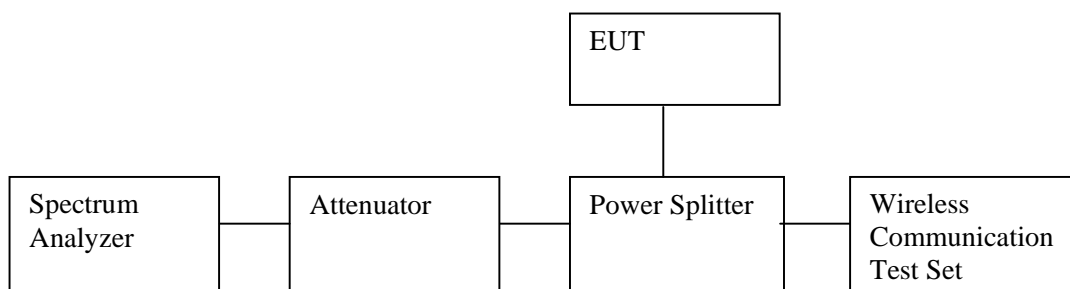 EUT
Spectrum
Analyzer
Attenuator
Power Splitter
Wireless
Communication
Test Set